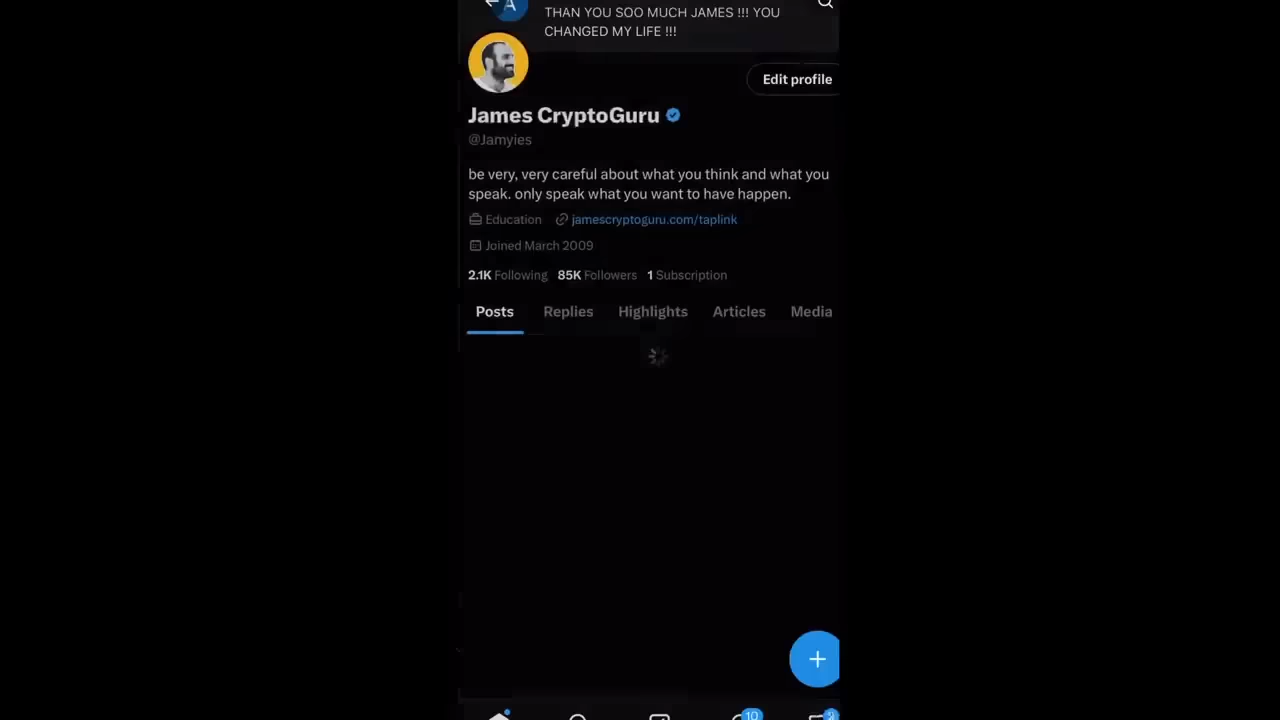 A
THAN YOU SOO MUCH JAMES !!! YOU
CHANGED MY LIFE !!!
Edit profile
James CryptoGuru
@Jamyies
be very, very careful about what you think and what you
speak. only speak what you want to have happen.
Education jamescryptoguru.com/taplink
Joined March 2009
2.1K Following 85K Followers 1 Subscription
Posts Replies Highlights Articles Media
10